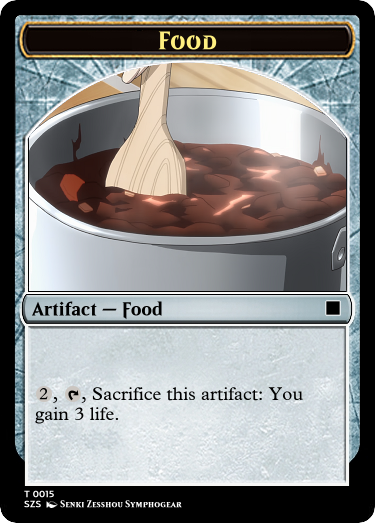 Food
Artifact — Food
2, T, Sacrifice this artifact: You
gain 3 life.
T 0015
SZS Senki Zesshou Symphogear